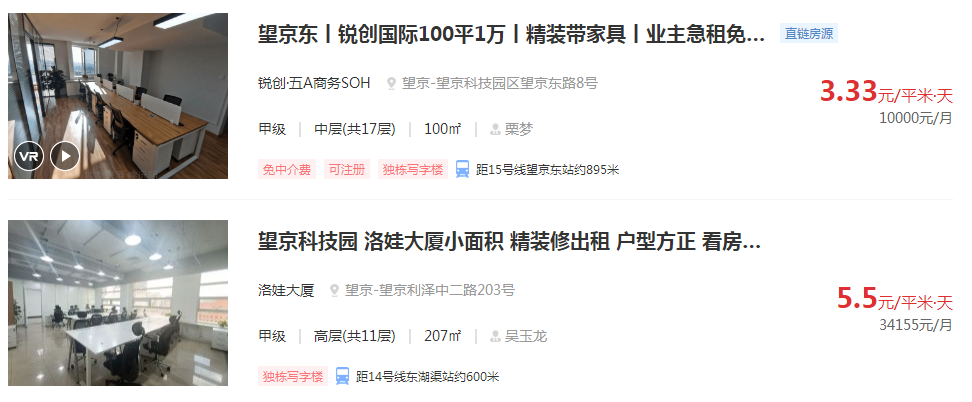 望京东丨锐创国际100平1万丨精装带家具丨业主急租免... 直链房源
锐创·五A商务SOH 望京-望京科技园区望京东路8号
3.33元/平米·天
10000元/月
甲级 中层(共17层) 100㎡ 栗梦
VR
免中介费 可注册 独栋写字楼 距15号线望京东站约895米
望京科技园 洛娃大厦小面积 精装修出租 户型方正 看房...
洛娃大厦 望京-望京利泽中二路203号
5.5元/平米·天
34155元/月
甲级 高层(共11层) 207㎡ 吴玉龙
独栋写字楼 距14号线东湖渠站约600米